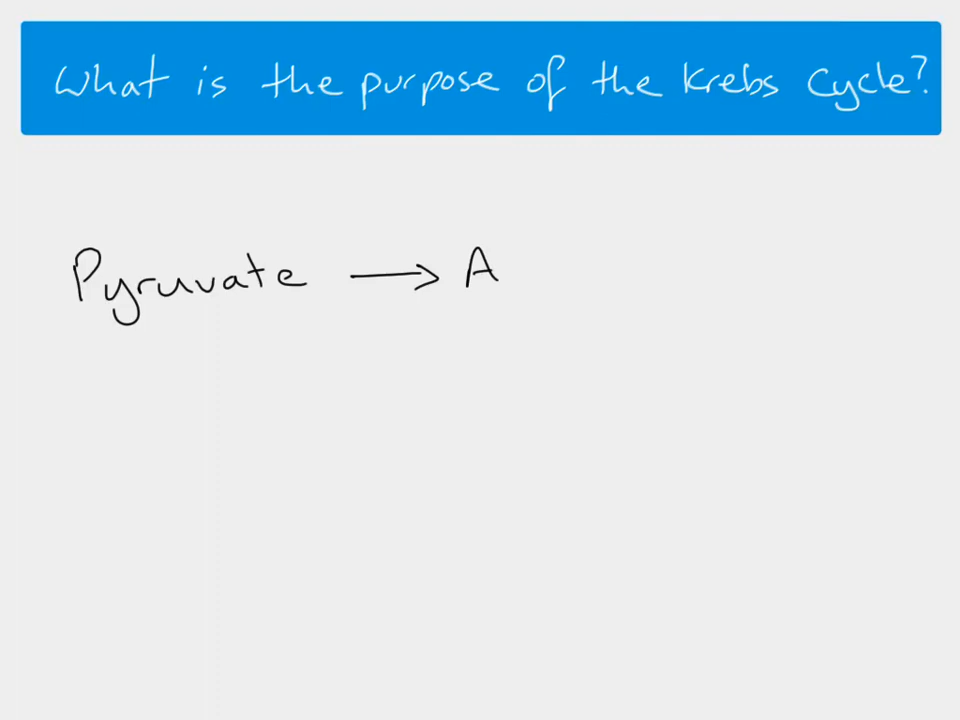 What is the purpose of the Krebs Cycle?
Pyruvate → A